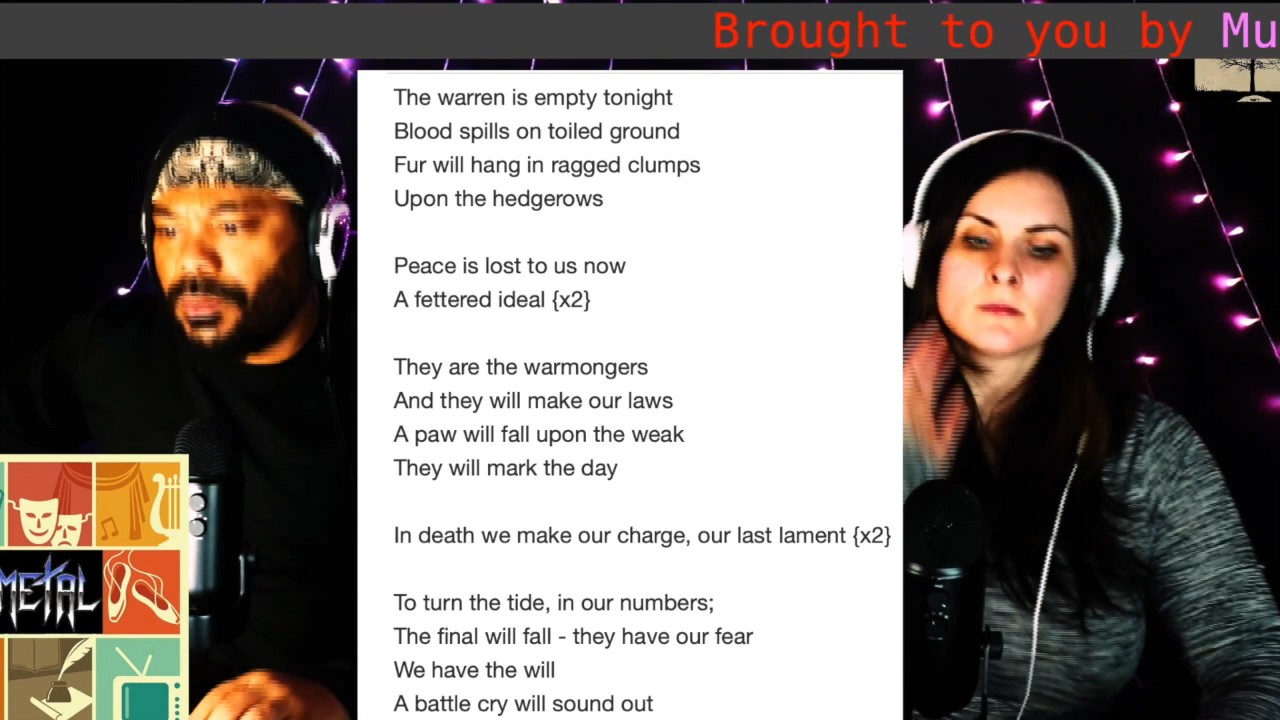 Brought to you by Mu
The warren is empty tonight
Blood spills on toiled ground
Fur will hang in ragged clumps
Upon the hedgerows
Peace is lost to us now
A fettered ideal {x2}
They are the warmongers
And they will make our laws
A paw will fall upon the weak
They will mark the day
In death we make our charge, our last lament {x2}
To turn the tide, in our numbers;
The final will fall - they have our fear
We have the will
A battle cry will sound out
METAL